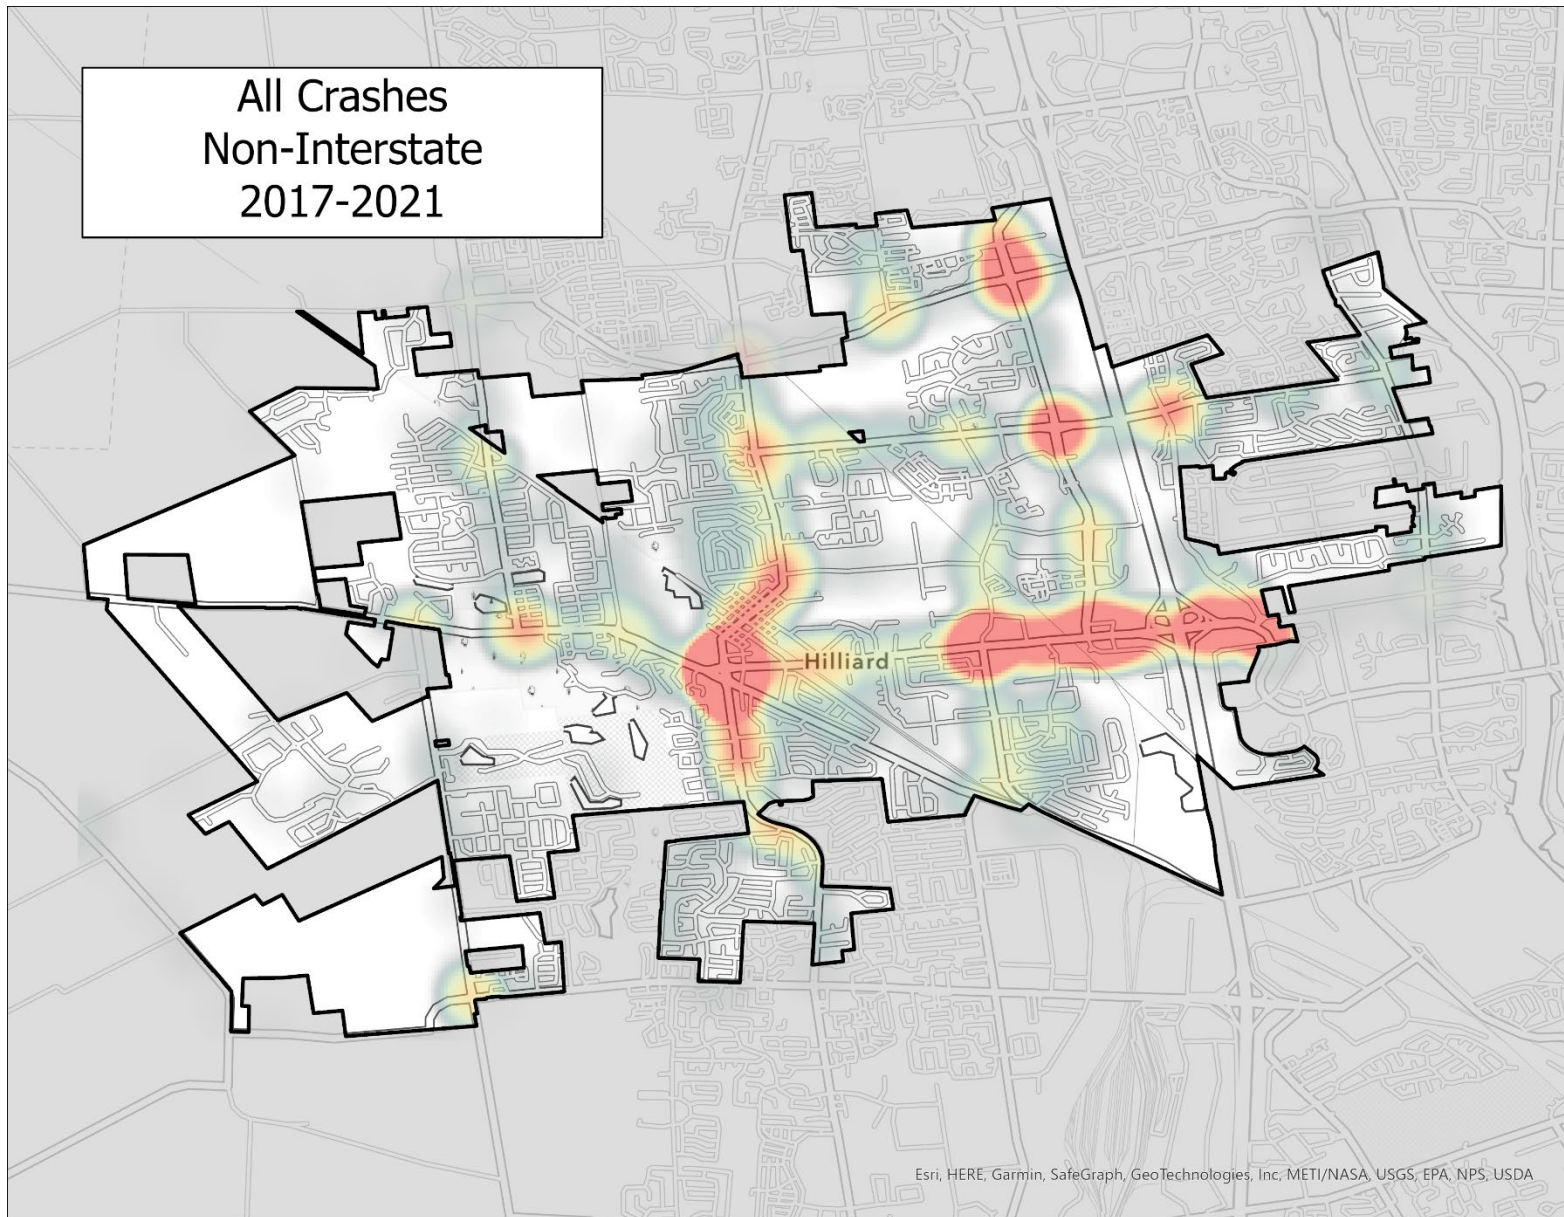 All Crashes
Non-Interstate
2017-2021
Hilliard
Esri, HERE, Garmin, SafeGraph, GeoTechnologies, Inc, METI/NASA, USGS, EPA, NPS, USDA